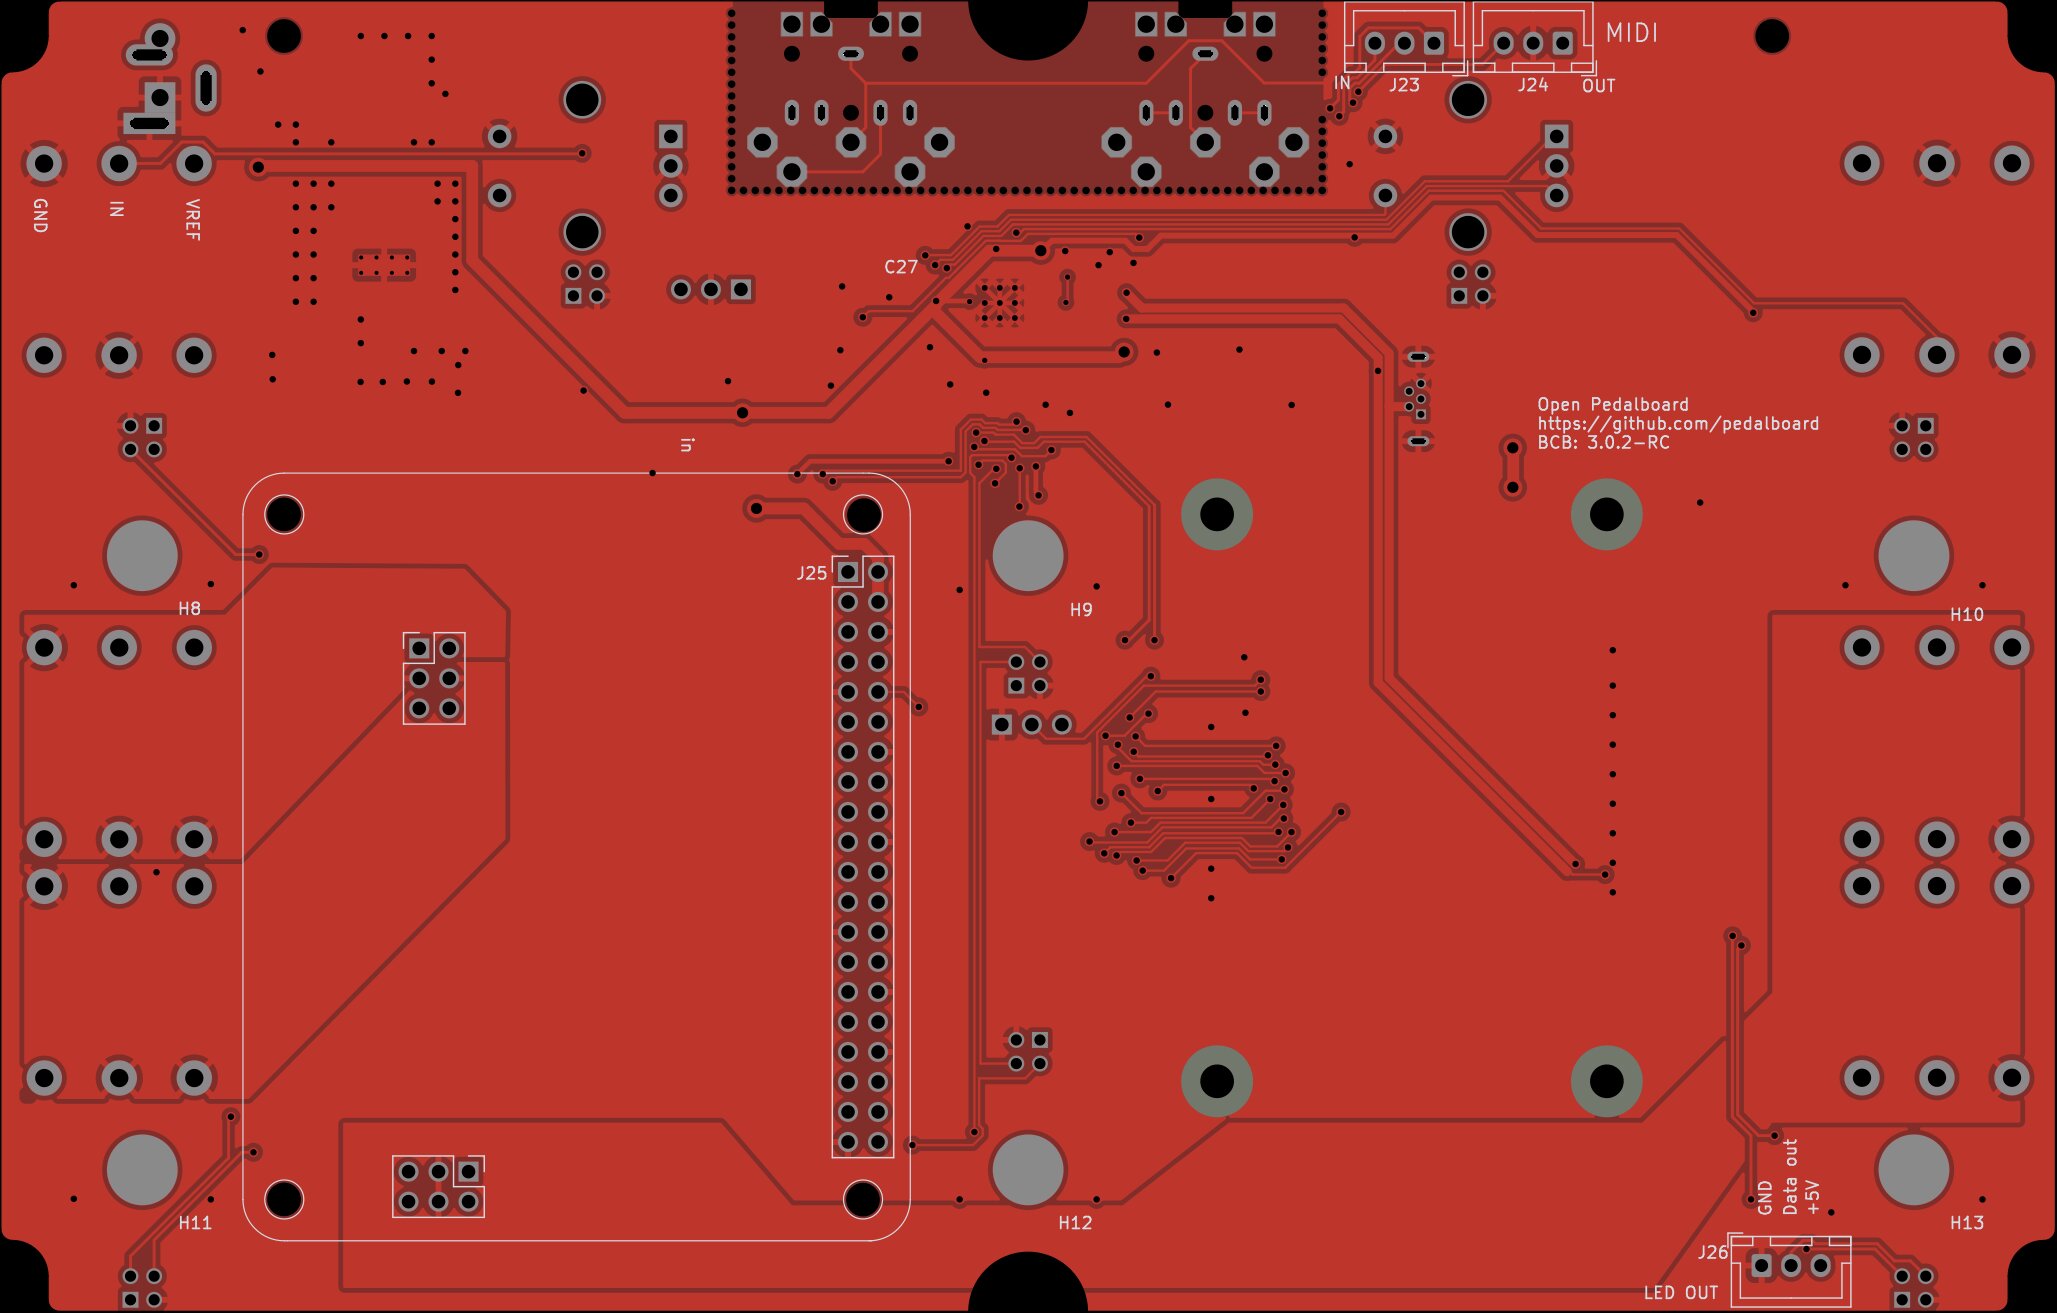 MIDI
IN
J23
J24
OUT
GND
IN
VREF
C27
Open Pedalboard
https://github.com/pedalboard
BCB: 3.0.2-RC
in
J25
H8
H9
H10
H11
H12
H13
GND
Data out
+5V
J26
LED OUT